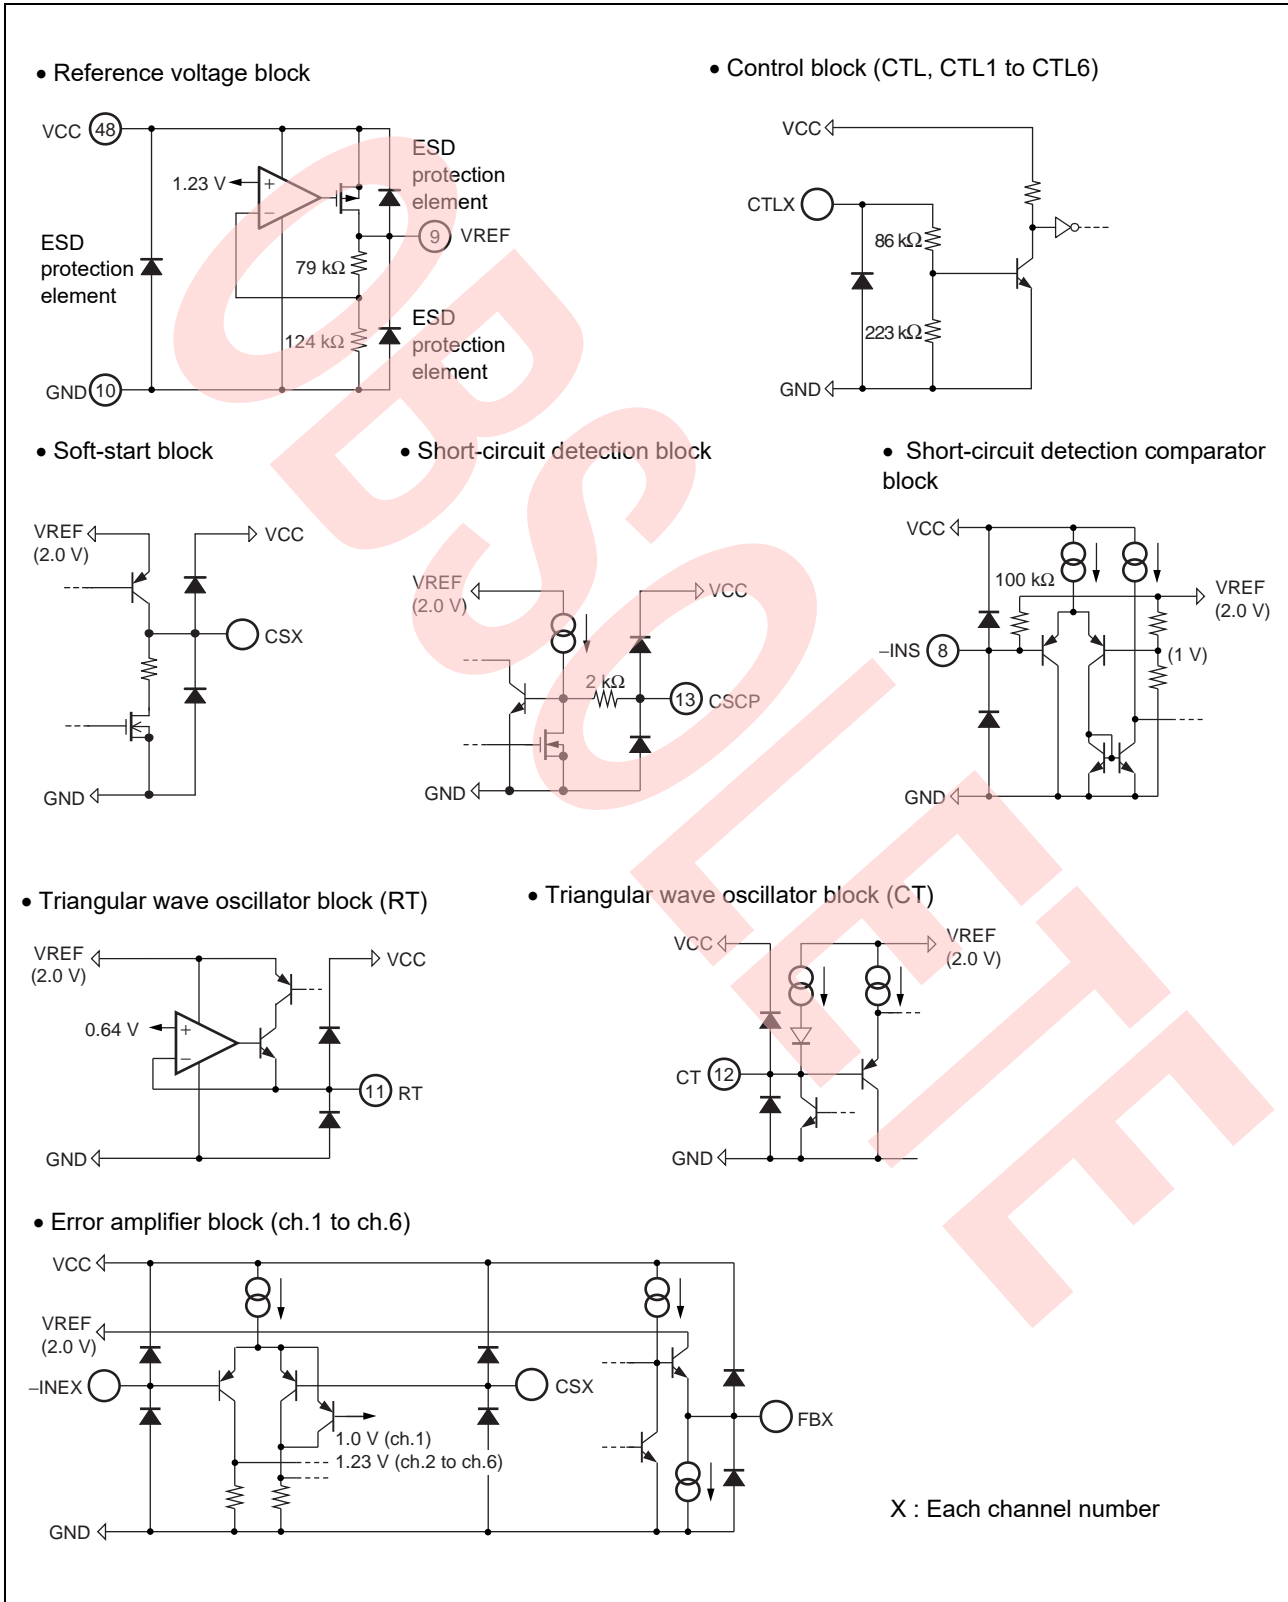 • Reference voltage block
VCC 48
1.23 V
+
−
ESD
protection
element
9 VREF
ESD
protection
element
79 kΩ
124 kΩ
ESD
protection
element
GND 10
• Control block (CTL, CTL1 to CTL6)
VCC
CTLX
86 kΩ
223 kΩ
GND
• Soft-start block
VREF
(2.0 V)
VCC
CSX
GND
• Short-circuit detection block
VREF
(2.0 V)
VCC
2 kΩ
13 CSCP
GND
• Short-circuit detection comparator
block
VCC
100 kΩ
VREF
(2.0 V)
−INS 8
(1 V)
GND
• Triangular wave oscillator block (RT)
VREF
(2.0 V)
VCC
0.64 V
+
−
11 RT
GND
• Triangular wave oscillator block (CT)
VCC
VREF
(2.0 V)
CT 12
GND
• Error amplifier block (ch.1 to ch.6)
VCC
VREF
(2.0 V)
−INEX
CSX
1.0 V (ch.1)
1.23 V (ch.2 to ch.6)
FBX
GND
X : Each channel number
OBSOLETE